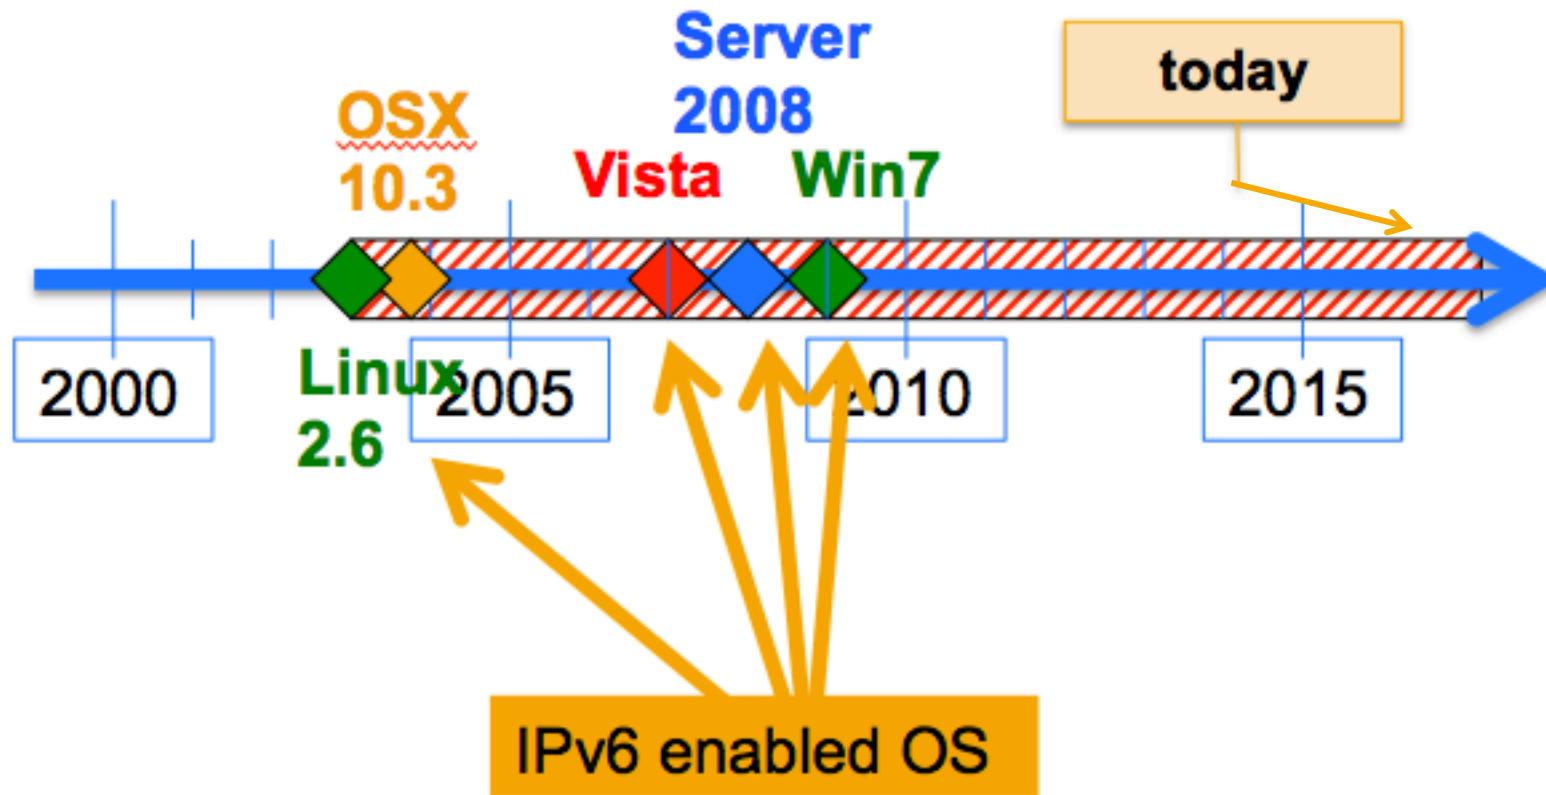 Server
2008
today
OSX
10.3
Vista
Win7
2000
Linux
2.6
2005
2010
2015
IPv6 enabled OS